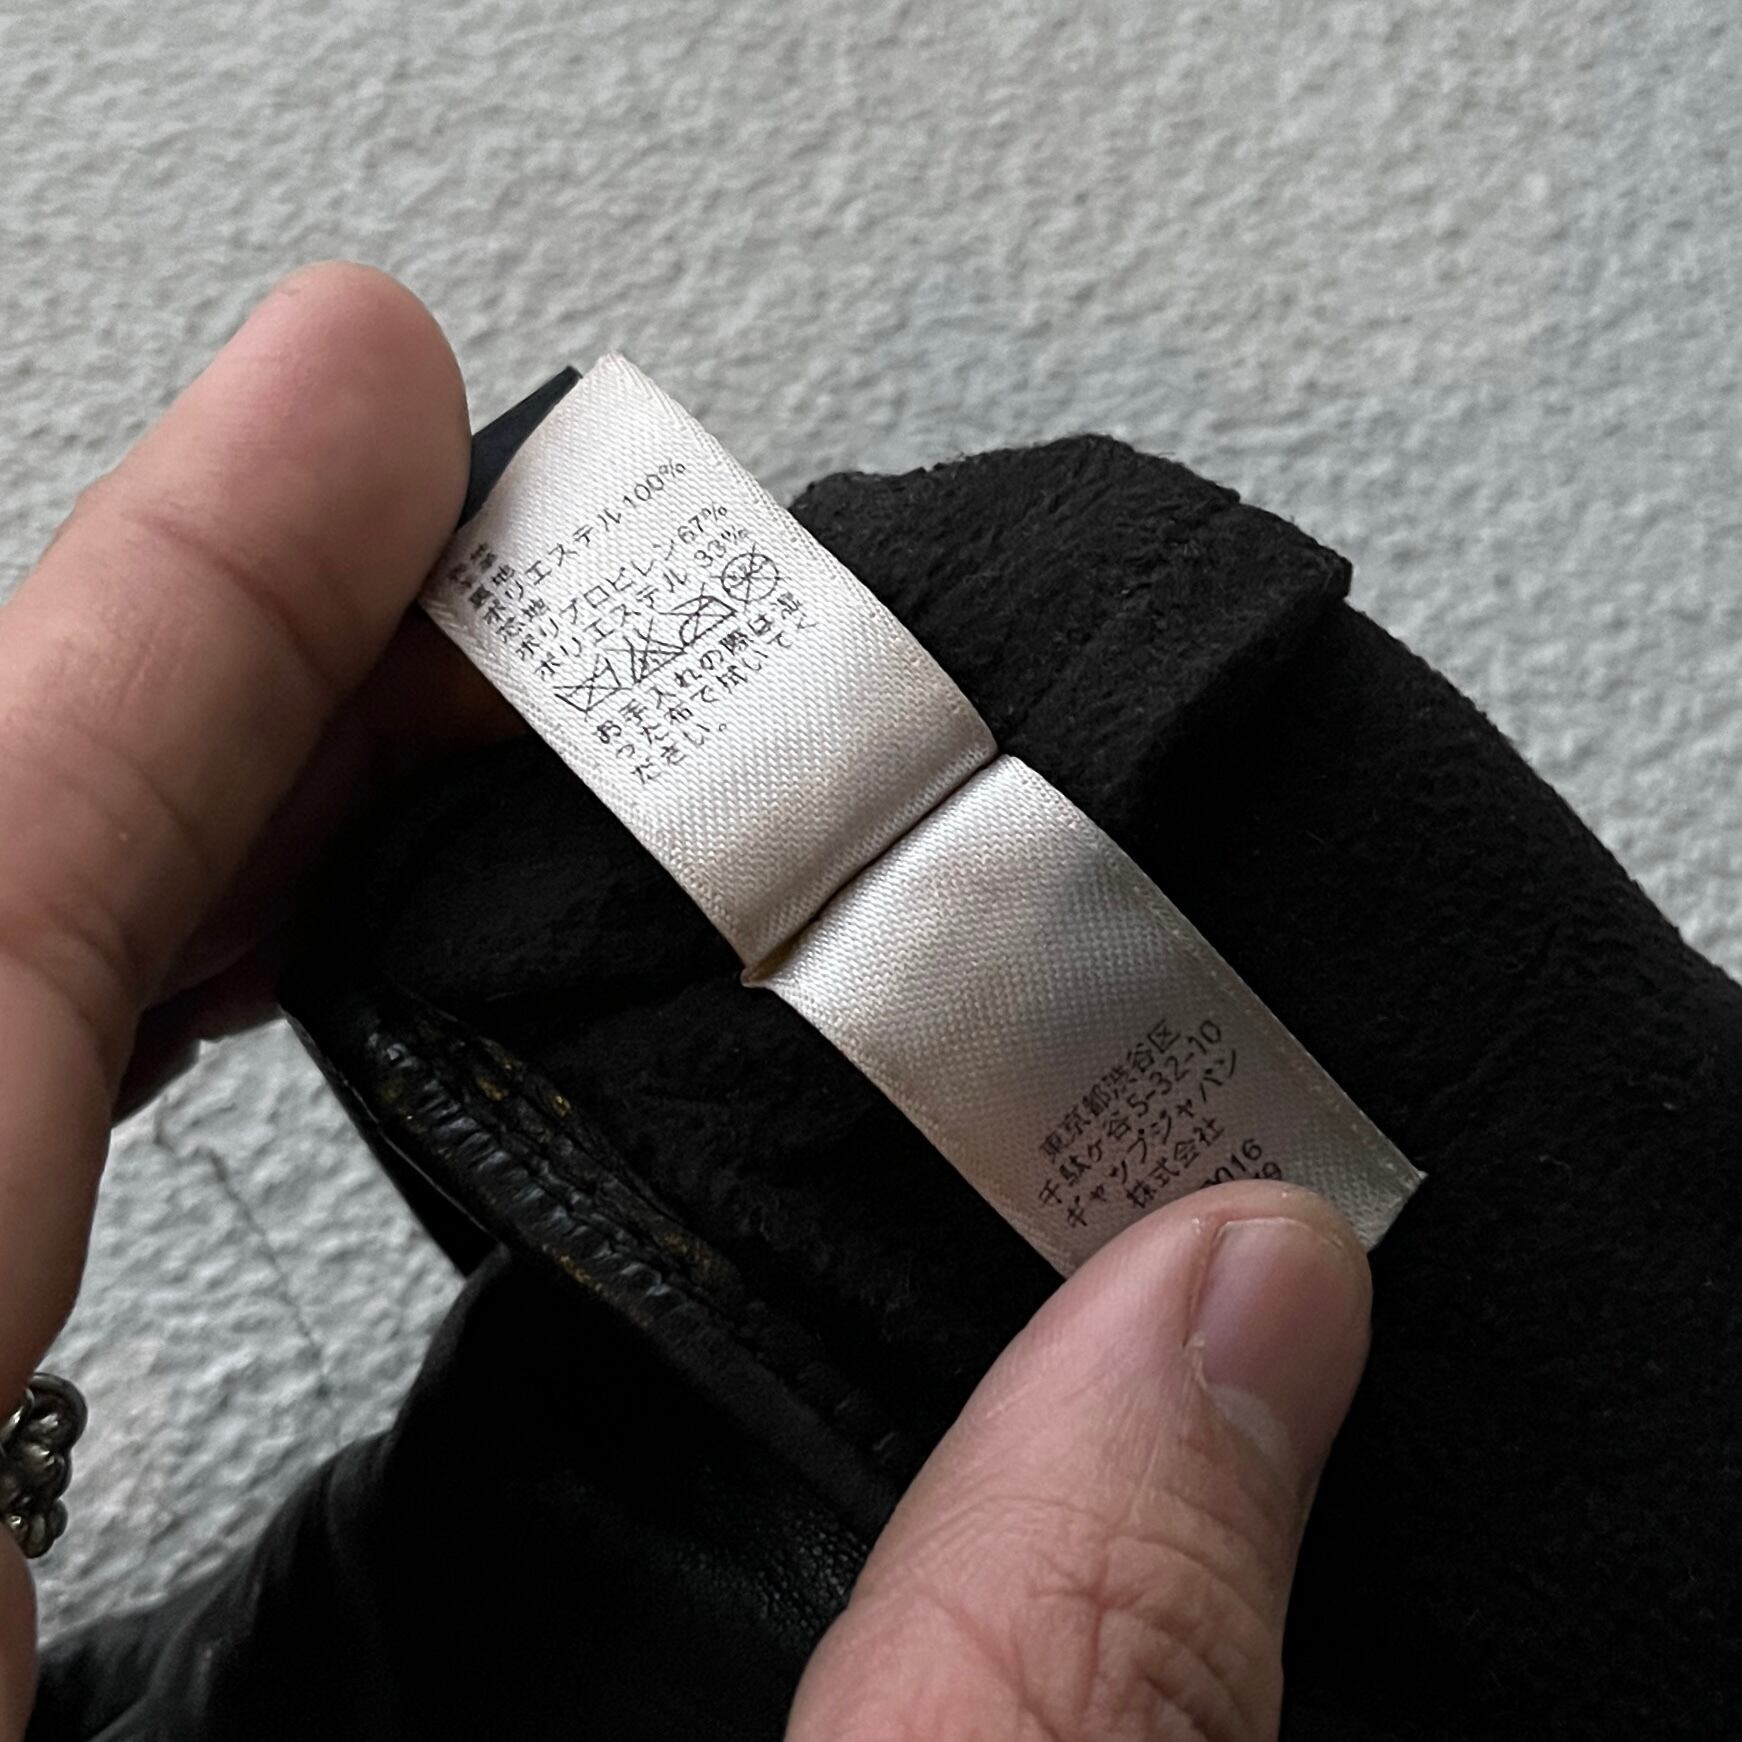 裏地
ポリエステル100%
ポリプロピレン67%
ポリエステル 33%
お手入れの際は湿
った布で拭いてく
ださい。
東京都渋谷区
千駄ヶ谷5-32-10
ギャップジャパン
株式会社